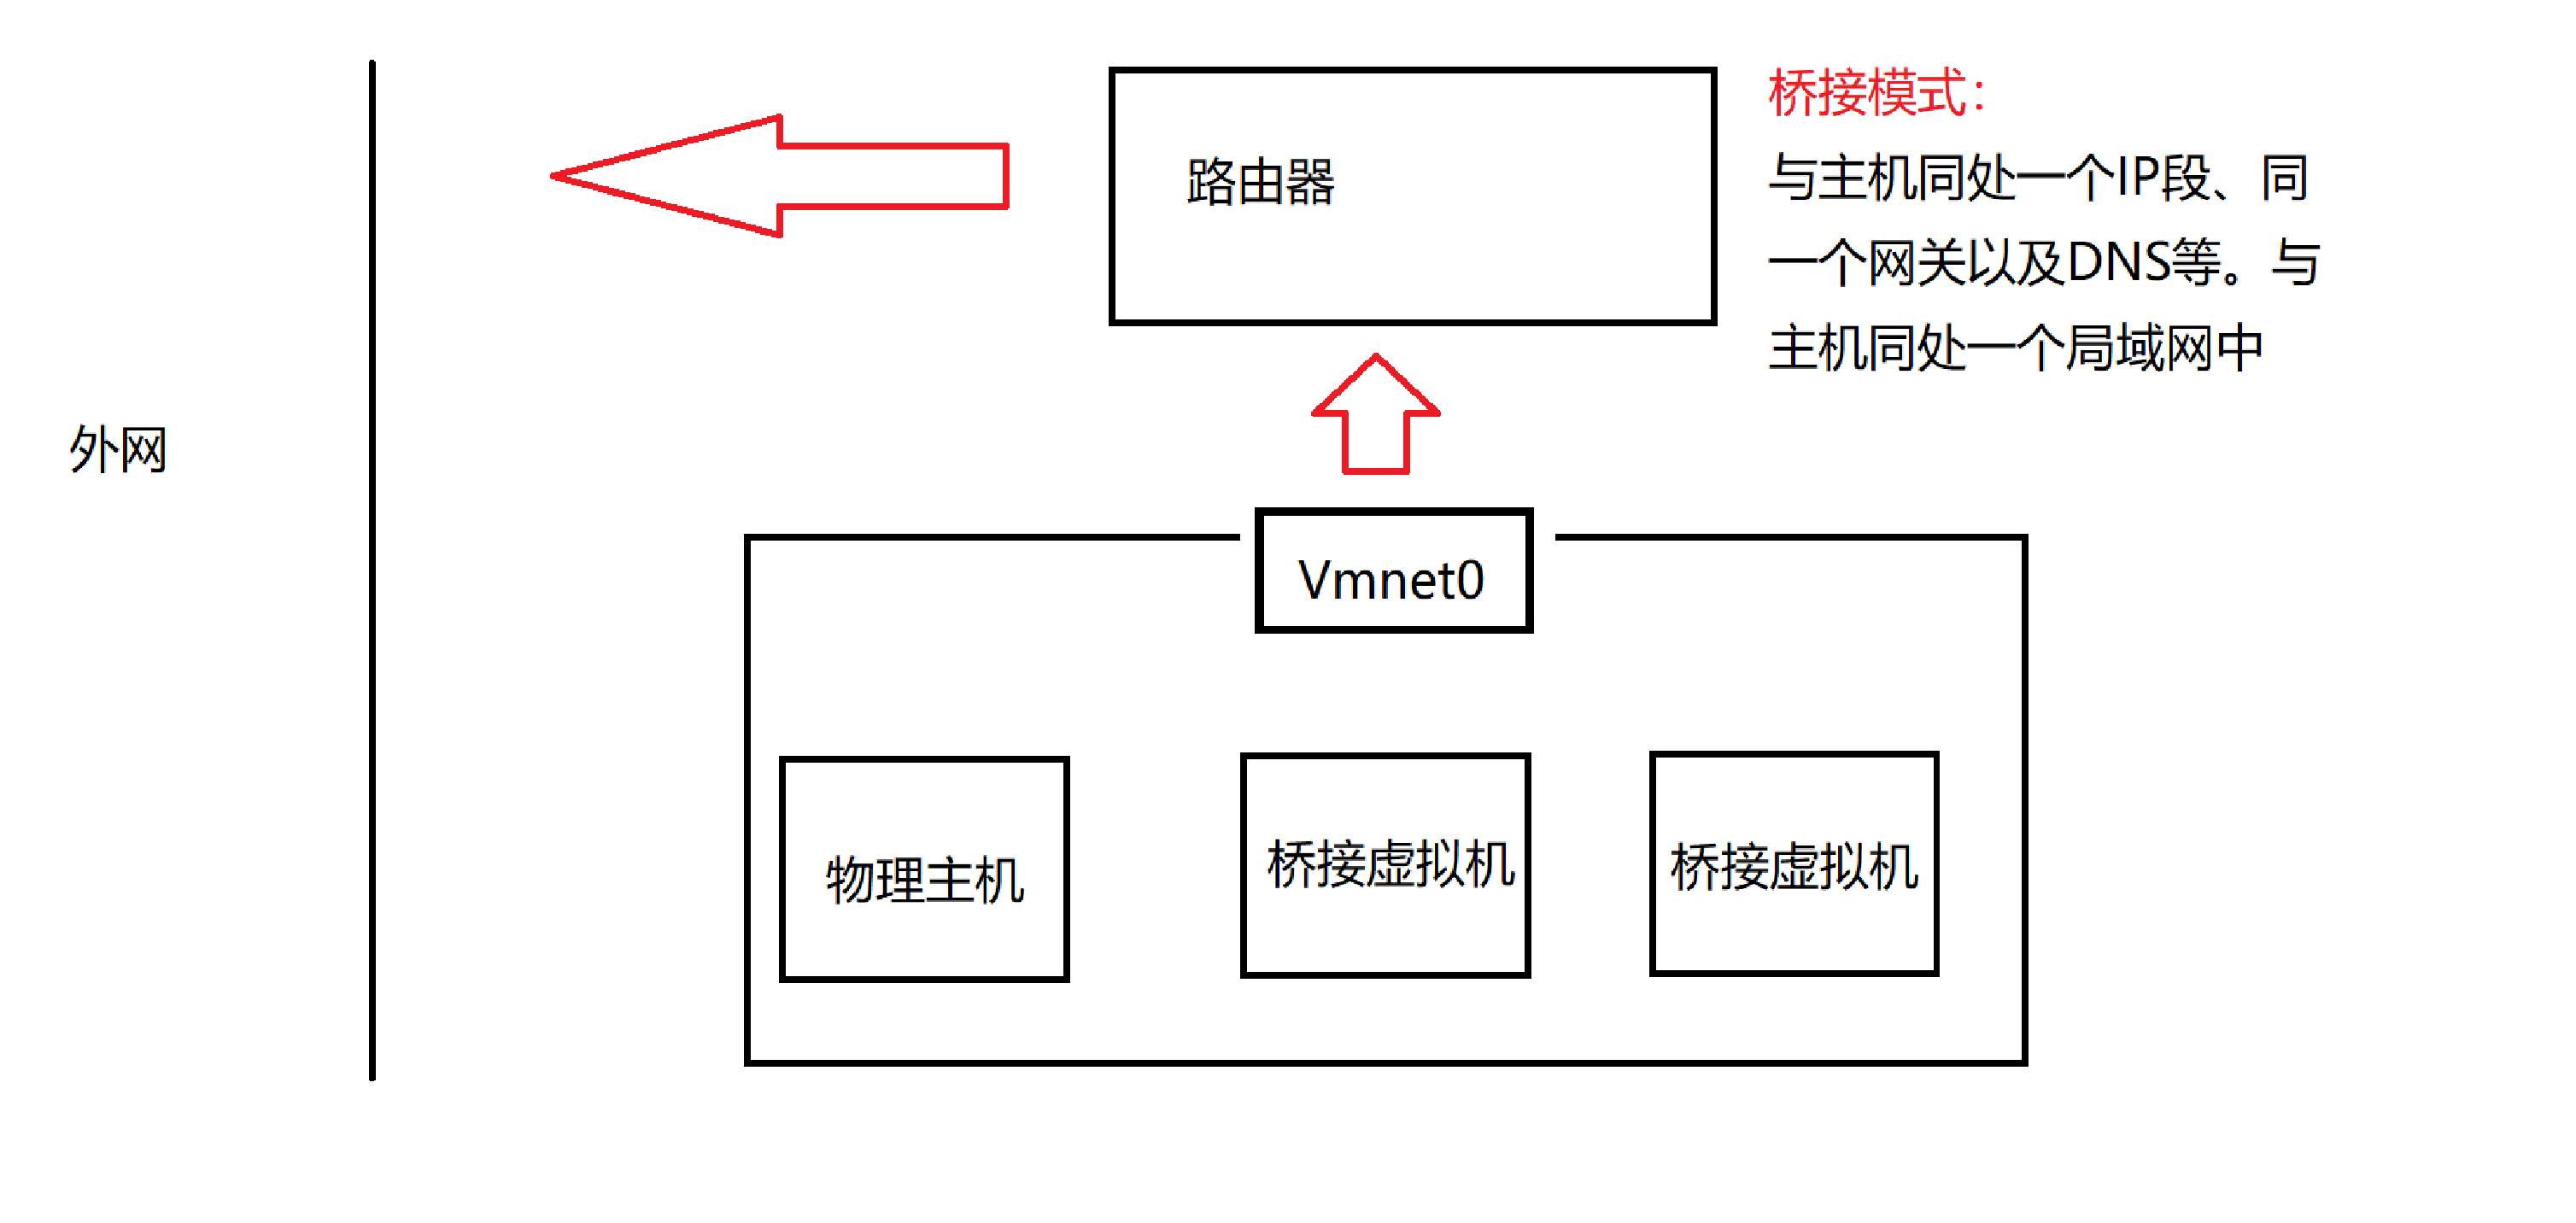 桥接模式：
路由器
与主机同处一个IP段、同
一个网关以及DNS等。与
主机同处一个局域网中
外网
Vmnet0
物理主机
桥接虚拟机
桥接虚拟机